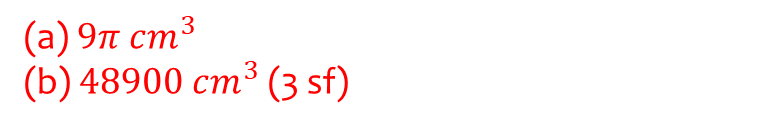 (a) 9π cm³
(b) 48900 cm³ (3 sf)